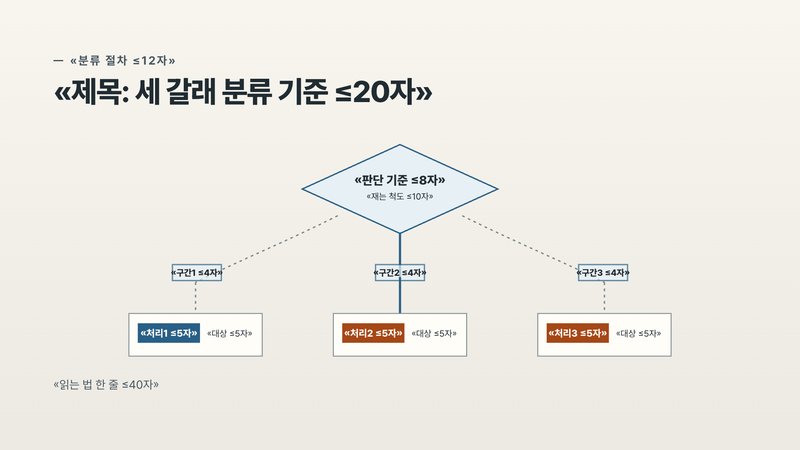 — «분류 절차 ≤12자»
«제목: 세 갈래 분류 기준 ≤20자»
«판단 기준 ≤8자»
«재는 척도 ≤10자»
«구간1 ≤4자»
«구간2 ≤4자»
«구간3 ≤4자»
«처리1 ≤5자» «대상 ≤5자»
«처리2 ≤5자» «대상 ≤5자»
«처리3 ≤5자» «대상 ≤5자»
«읽는 법 한 줄 ≤40자»